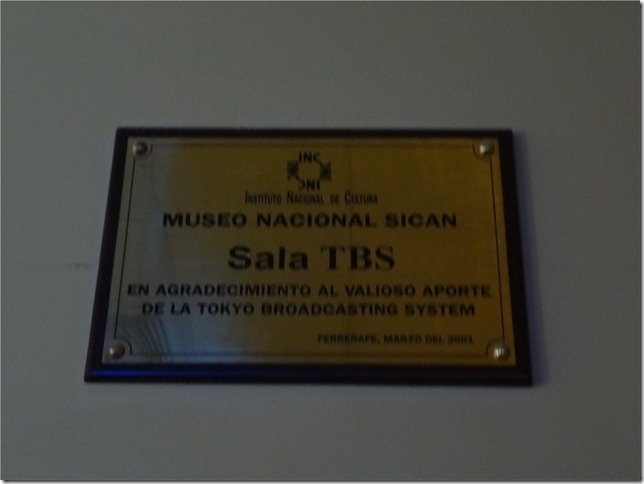 INC
INC
INSTITUTO NACIONAL DE CULTURA
MUSEO NACIONAL SICAN
Sala TBS
EN AGRADECIMIENTO AL VALIOSO APORTE
DE LA TOKYO BROADCASTING SYSTEM
FERREÑAFE, MARZO DEL 2001